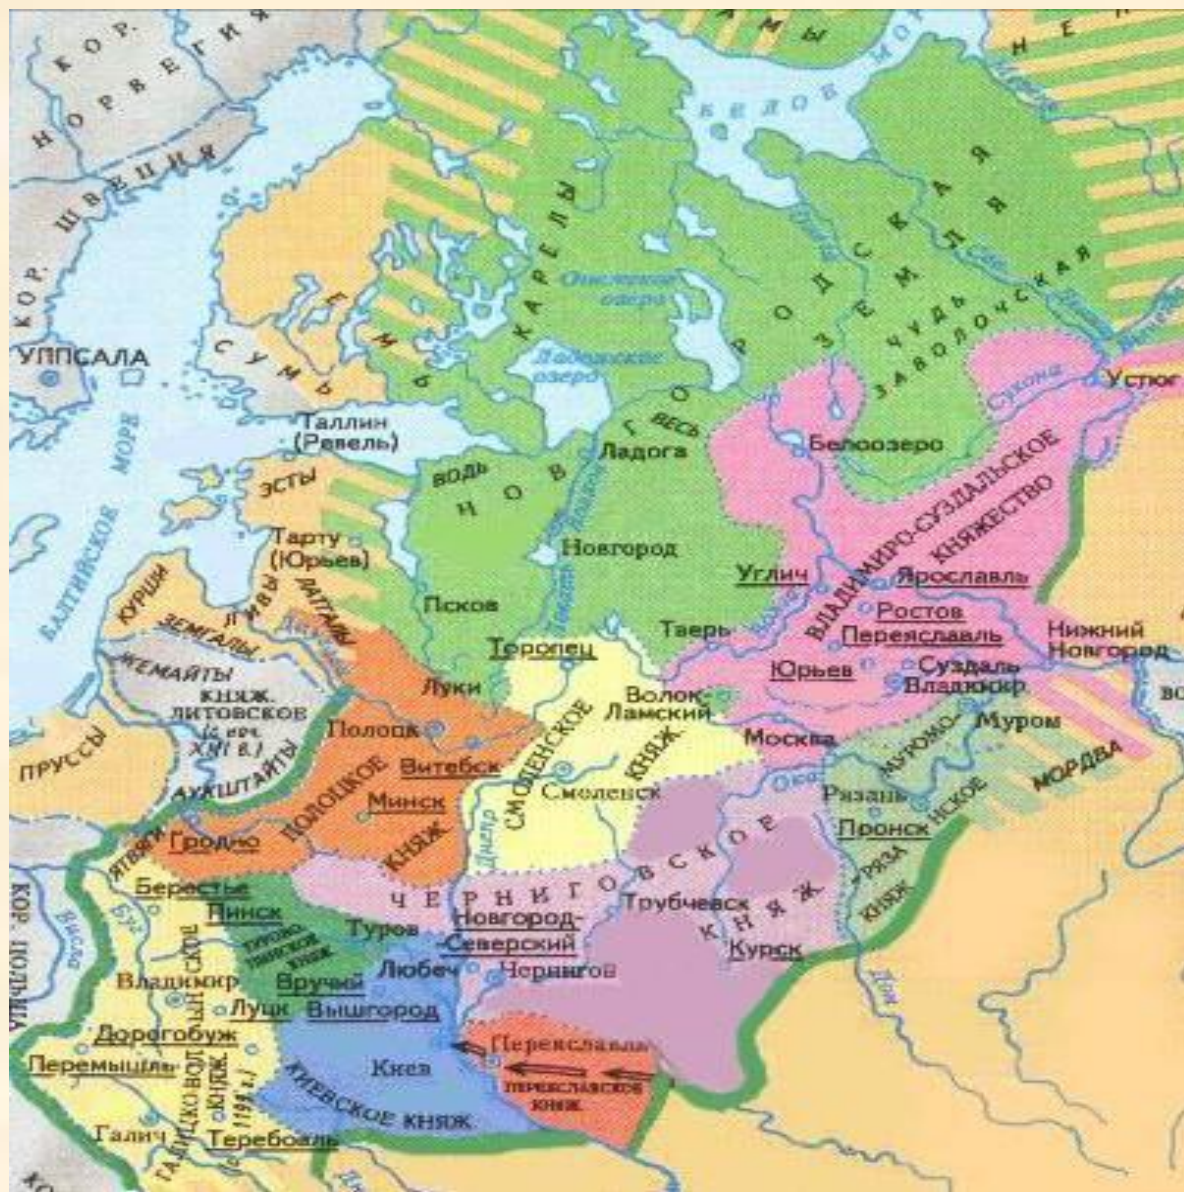 КОР.
НОРВЕГИЯ
КОР.
ШВЕЦИЯ
УППСАЛА
БАЛТИЙСКОЕ МОРЕ
БЕЛОЕ МОРЕ
КАРЕЛЫ
ЕМЬ
СУМЬ
Онежское
озеро
Ладожское
озеро
НОВГОРОДСКАЯ
ЗЕМЛЯ
ЧУДЬ
ЗАВОЛОЧСКАЯ
Сухона
Устюг
ВЕСЬ
Белоозеро
Ладога
ВОДЬ
Таллин
(Ревель)
ЭСТЫ
Тарту
(Юрьев)
Новгород
Псков
КУРШИ
ЗЕМГАЛЫ
ЛИВЫ
ЛАТГАЛЫ
ЖЕМАЙТЫ
КНЯЖ.
ЛИТОВСКОЕ
(с нач.
XIII в.)
АУКШТАЙТЫ
ПРУССЫ
ЯТВЯГИ
ВЛАДИМИРО-СУЗДАЛЬСКОЕ
КНЯЖЕСТВО
Углич
Ярославль
Ростов
Переяславль
Тверь
Юрьев
Суздаль
Владимир
Нижний
Новгород
Волок-
Ламский
Москва
Муром
МУРОМО-
РЯЗАНСКОЕ
КНЯЖ
МОРДВА
Ока
Рязань
Пронск
Торопец
Луки
Полоцк
Витебск
Минск
Гродно
ПОЛОЦКОЕ
КНЯЖ.
СМОЛЕНСКОЕ
КНЯЖ.
Смоленск
Днепр
ЧЕРНИГОВСКОЕ
КНЯЖ
Новгород-
Северский
Трубчевск
Курск
Чернигов
Любеч
Берестье
Пинск
Туров
ТУРОВО-
ПИНСКОЕ
КНЯЖ
Вручий
Вышгород
Владимир
Луцк
Дорогобуж
Перемышль
Галич
Теребовль
ГАЛИЦКО-ВОЛЫНСКОЕ
КНЯЖ.
(с 1199 г.)
Киев
КИЕВСКОЕ КНЯЖ.
Переяславль
ПЕРЕЯСЛАВСКОЕ
КНЯЖ.
КОР. ПОЛЬША
Висла
Буг
Дон